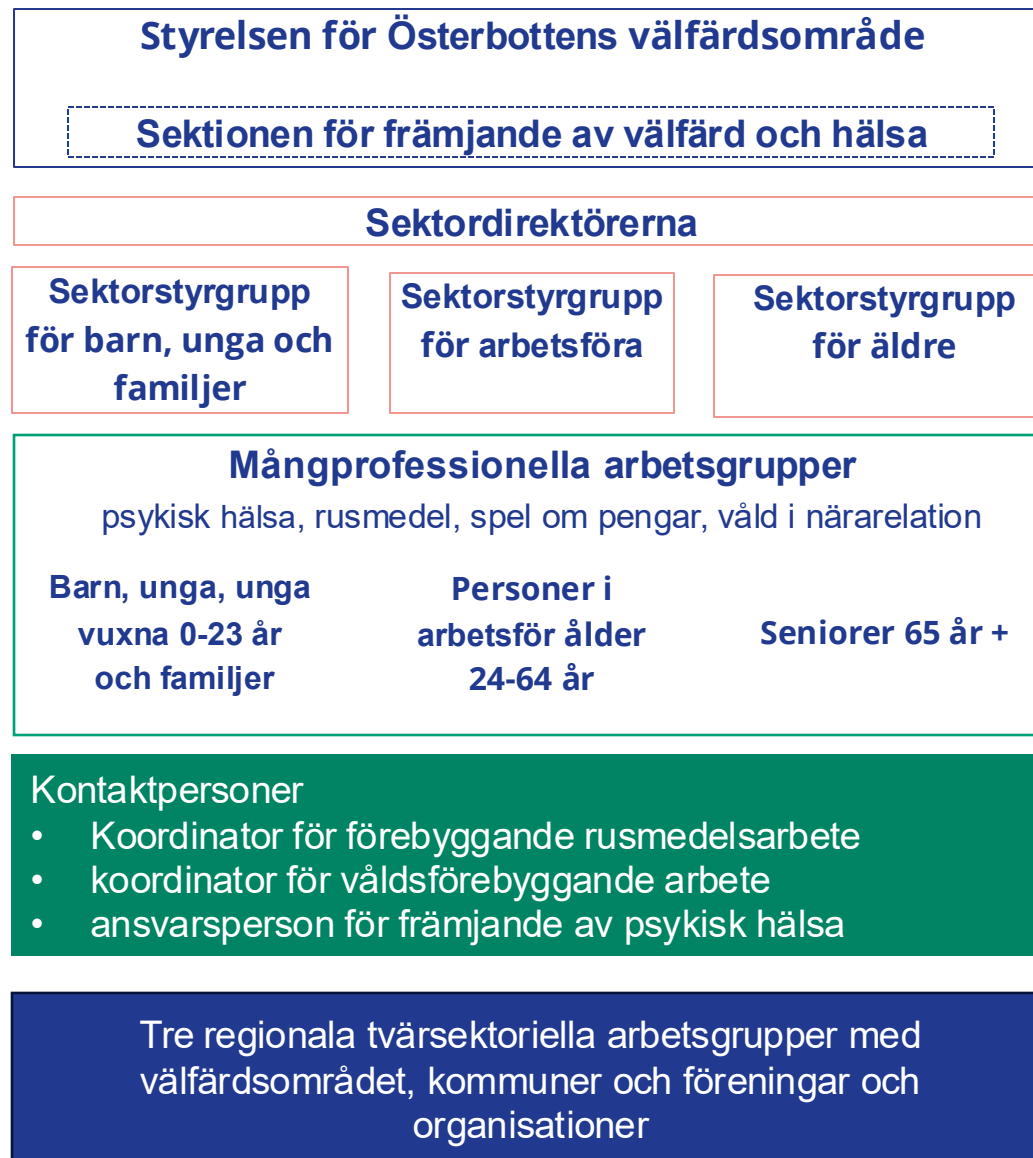 Styrelsen för Österbottens välfärdsområde
Sektionen för främjande av välfärd och hälsa
Sektordirektörerna
Sektorstyrgrupp
för barn, unga och
familjer
Sektorstyrgrupp
för arbetsföra
Sektorstyrgrupp
för äldre
Mångprofessionella arbetsgrupper
psykisk hälsa, rusmedel, spel om pengar, våld i närarelation
Barn, unga, unga
vuxna 0-23 år
och familjer
Personer i
arbetsför ålder
24-64 år
Seniorer 65 år +
Kontaktpersoner
• Koordinator för förebyggande rusmedelsarbete
• koordinator för våldsförebyggande arbete
• ansvarsperson för främjande av psykisk hälsa
Tre regionala tvärsektoriella arbetsgrupper med
välfärdsområdet, kommuner och föreningar och
organisationer